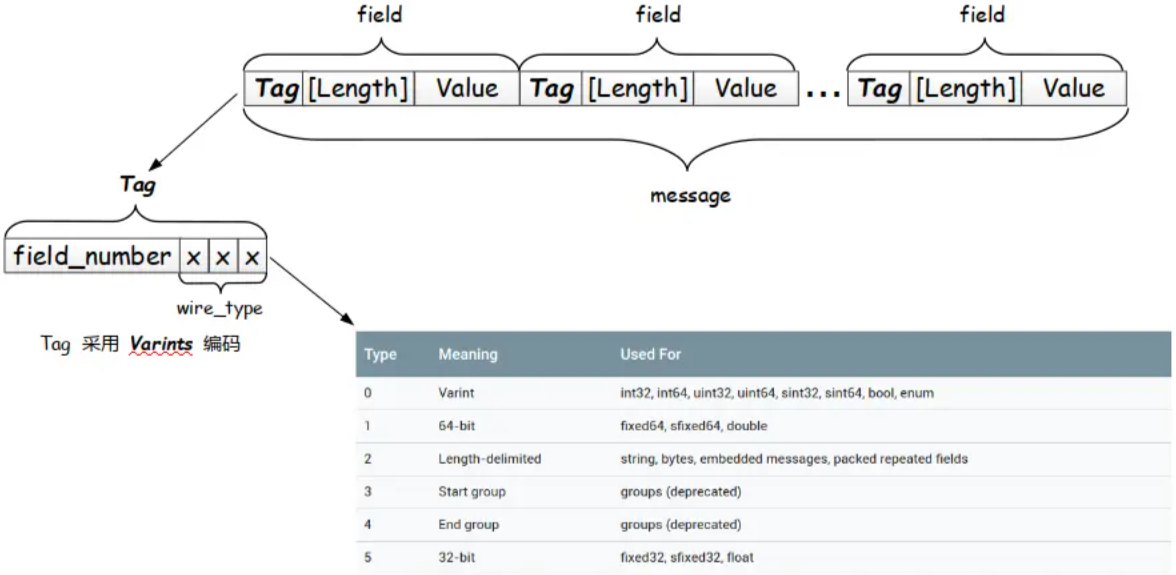 field field field
Tag [Length] Value Tag [Length] Value ... Tag [Length] Value
message
Tag
field_number x x x
wire_type
Tag 采用 Varints 编码
Type Meaning Used For
0 Varint int32, int64, uint32, uint64, sint32, sint64, bool, enum
1 64-bit fixed64, sfixed64, double
2 Length-delimited string, bytes, embedded messages, packed repeated fields
3 Start group groups (deprecated)
4 End group groups (deprecated)
5 32-bit fixed32, sfixed32, float